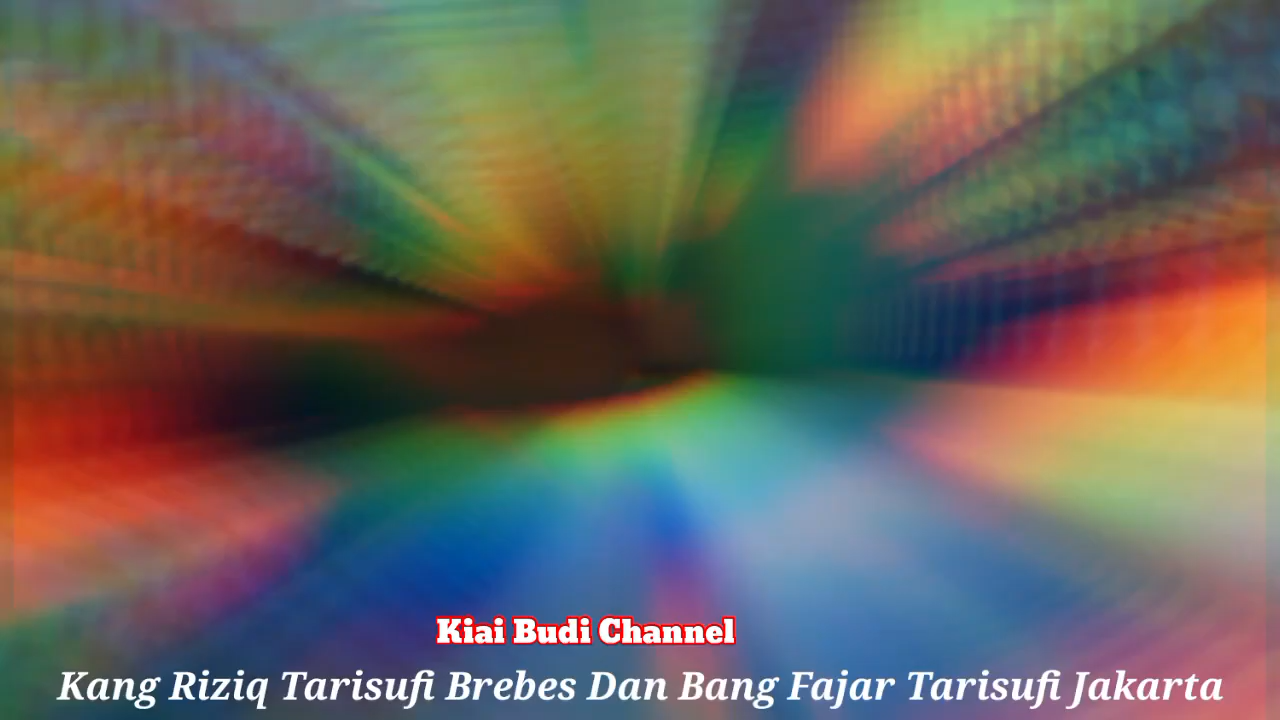 Kiai Budi Channel
Kang Riziq Tarisufi Brebes Dan Bang Fajar Tarisufi Jakarta